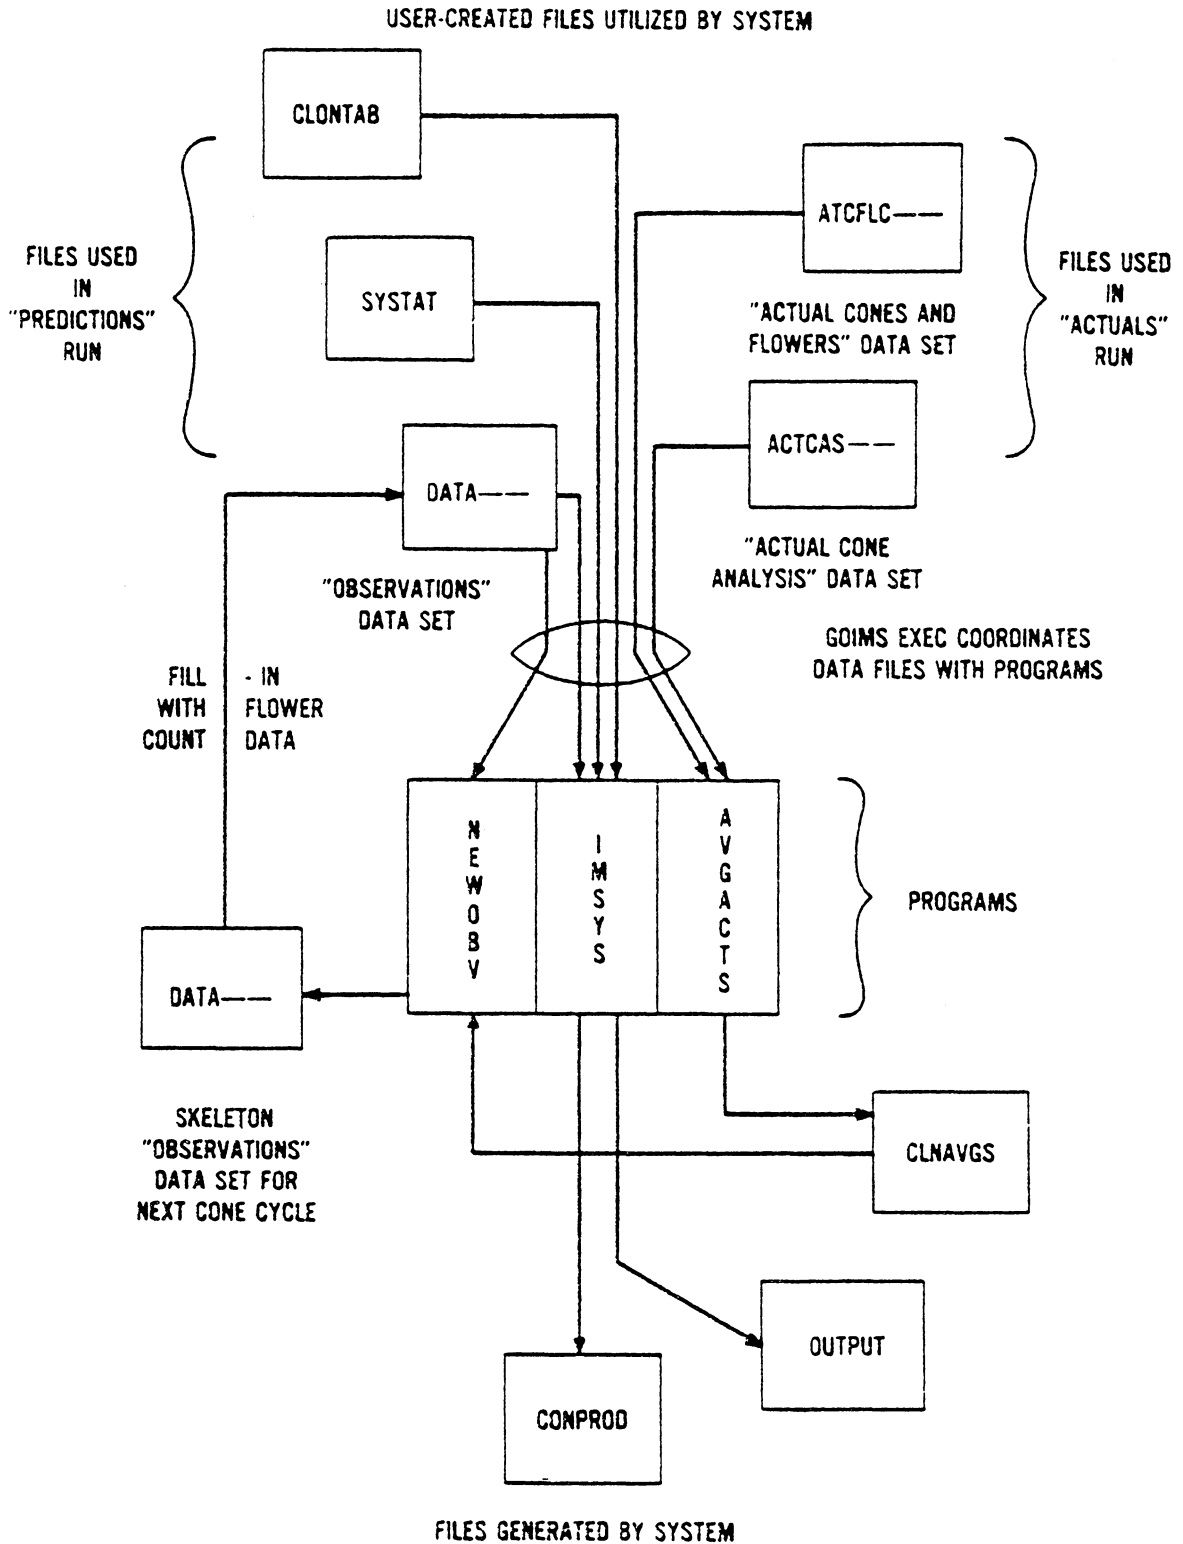 USER-CREATED FILES UTILIZED BY SYSTEM
CLONTAB
ATCFLC — —
FILES USED
IN
"PREDICTIONS"
RUN
SYSTAT
"ACTUAL CONES AND
FLOWERS" DATA SET
FILES USED
IN
"ACTUALS"
RUN
ACTCAS — —
DATA — —
"OBSERVATIONS"
DATA SET
"ACTUAL CONE
ANALYSIS" DATA SET
GOIMS EXEC COORDINATES
DATA FILES WITH PROGRAMS
FILL - IN
WITH FLOWER
COUNT DATA
NEWOBV
IMSYS
AVGACTS
PROGRAMS
DATA — —
SKELETON
"OBSERVATIONS"
DATA SET FOR
NEXT CONE CYCLE
CLNAVGS
OUTPUT
CONPROD
FILES GENERATED BY SYSTEM